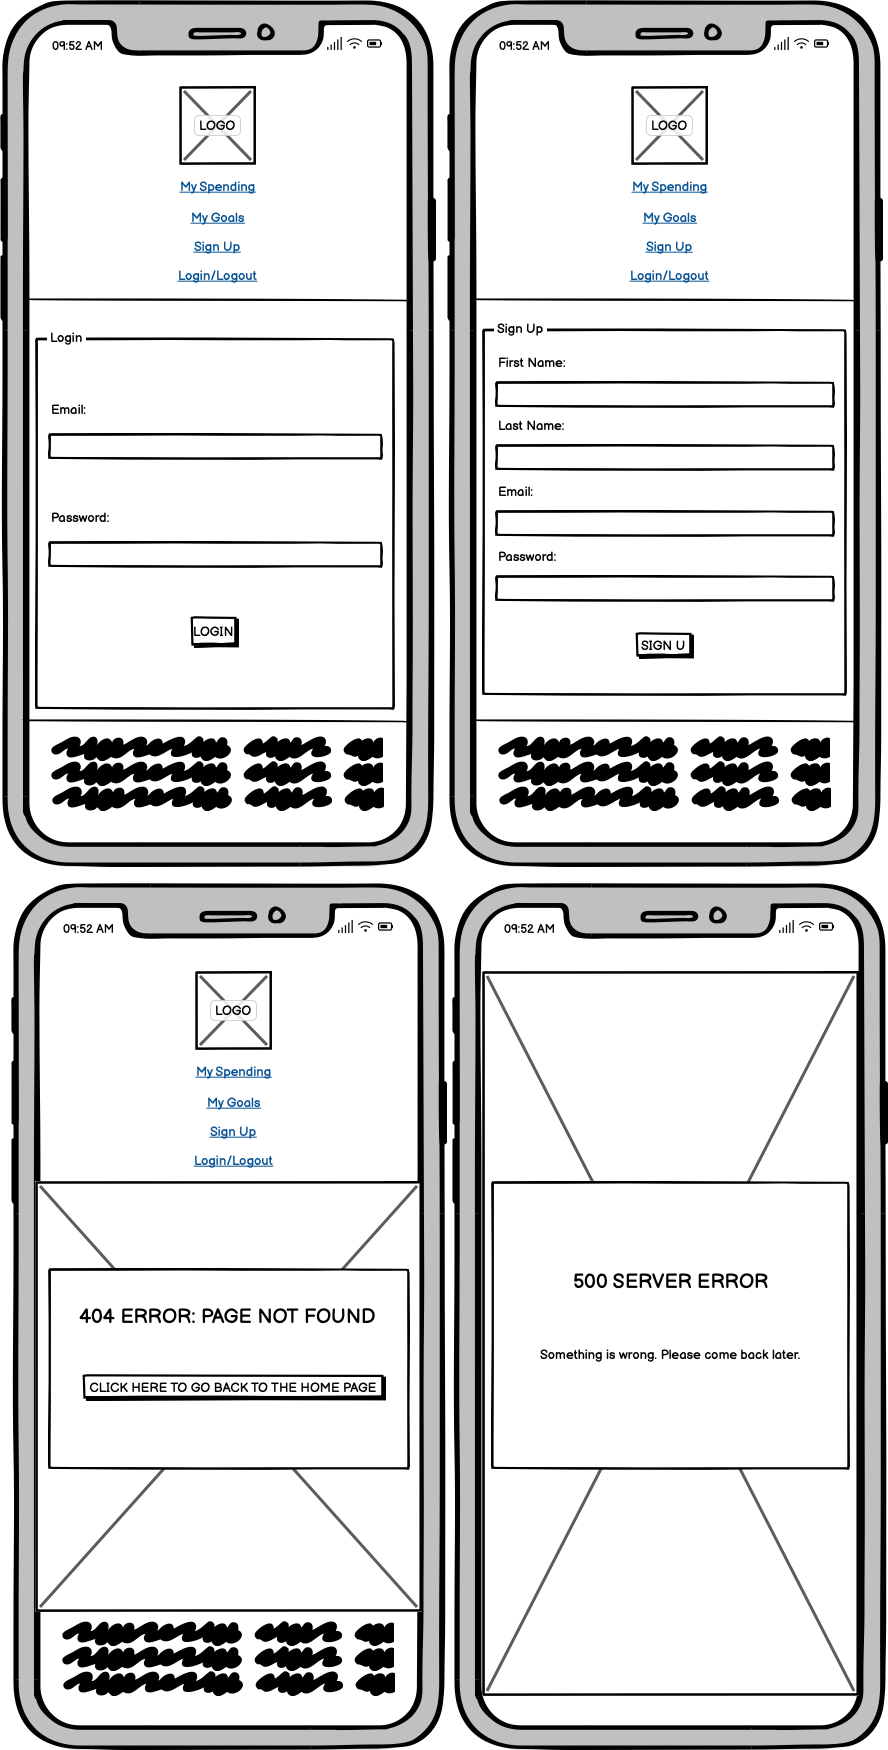 09:52 AM
LOGO
My Spending
My Goals
Sign Up
Login/Logout
Login
Email:
Password:
LOGIN
09:52 AM
LOGO
My Spending
My Goals
Sign Up
Login/Logout
Sign Up
First Name:
Last Name:
Email:
Password:
SIGN U
09:52 AM
LOGO
My Spending
My Goals
Sign Up
Login/Logout
404 ERROR: PAGE NOT FOUND
CLICK HERE TO GO BACK TO THE HOME PAGE
09:52 AM
500 SERVER ERROR
Something is wrong. Please come back later.